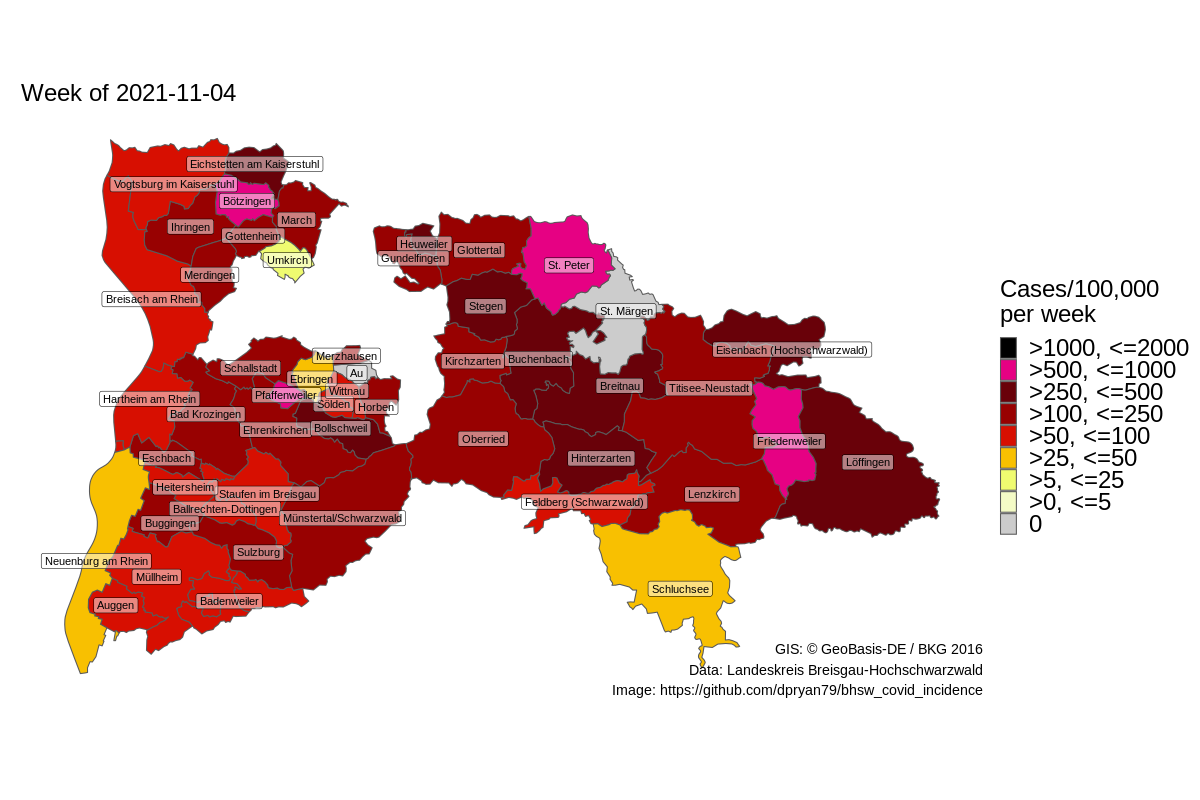 Week of 2021-11-04
Eichstetten am Kaiserstuhl
Vogtsburg im Kaiserstuhl
Bötzingen
March
Ihringen
Gottenheim
Umkirch
Merdingen
Breisach am Rhein
Heuweiler
Glottertal
Gundelfingen
St. Peter
Stegen
St. Märgen
Eisenbach (Hochschwarzwald)
Merzhausen
Schallstadt
Au
Kirchzarten
Buchenbach
Ebringen
Breitnau
Titisee-Neustadt
Pfaffenweiler
Wittnau
Hartheim am Rhein
Sölden
Horben
Bad Krozingen
Ehrenkirchen
Bollschweil
Oberried
Friedenweiler
Eschbach
Hinterzarten
Löffingen
Heitersheim
Staufen im Breisgau
Feldberg (Schwarzwald)
Lenzkirch
Ballrechten-Dottingen
Buggingen
Münstertal/Schwarzwald
Sulzburg
Neuenburg am Rhein
Müllheim
Schluchsee
Auggen
Badenweiler
Cases/100,000
per week
>1000, <=2000
>500, <=1000
>250, <=500
>100, <=250
>50, <=100
>25, <=50
>5, <=25
>0, <=5
0
GIS: © GeoBasis-DE / BKG 2016
Data: Landeskreis Breisgau-Hochschwarzwald
Image: https://github.com/dpryan79/bhsw_covid_incidence